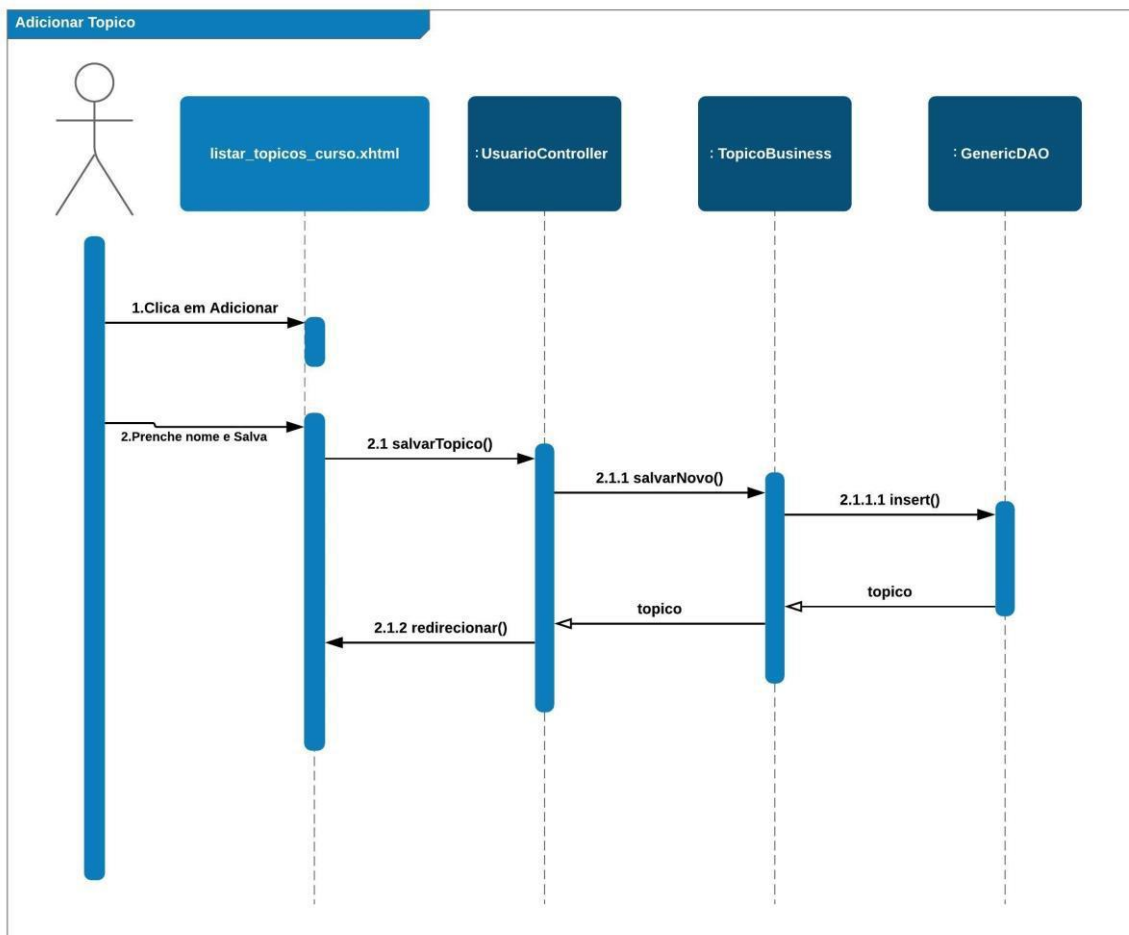 Adicionar Topico
listar_topicos_curso.xhtml
: UsuarioController
: TopicoBusiness
: GenericDAO
1.Clica em Adicionar
2.Prenche nome e Salva
2.1 salvarTopico()
2.1.1 salvarNovo()
2.1.1.1 insert()
topico
topico
2.1.2 redirecionar()